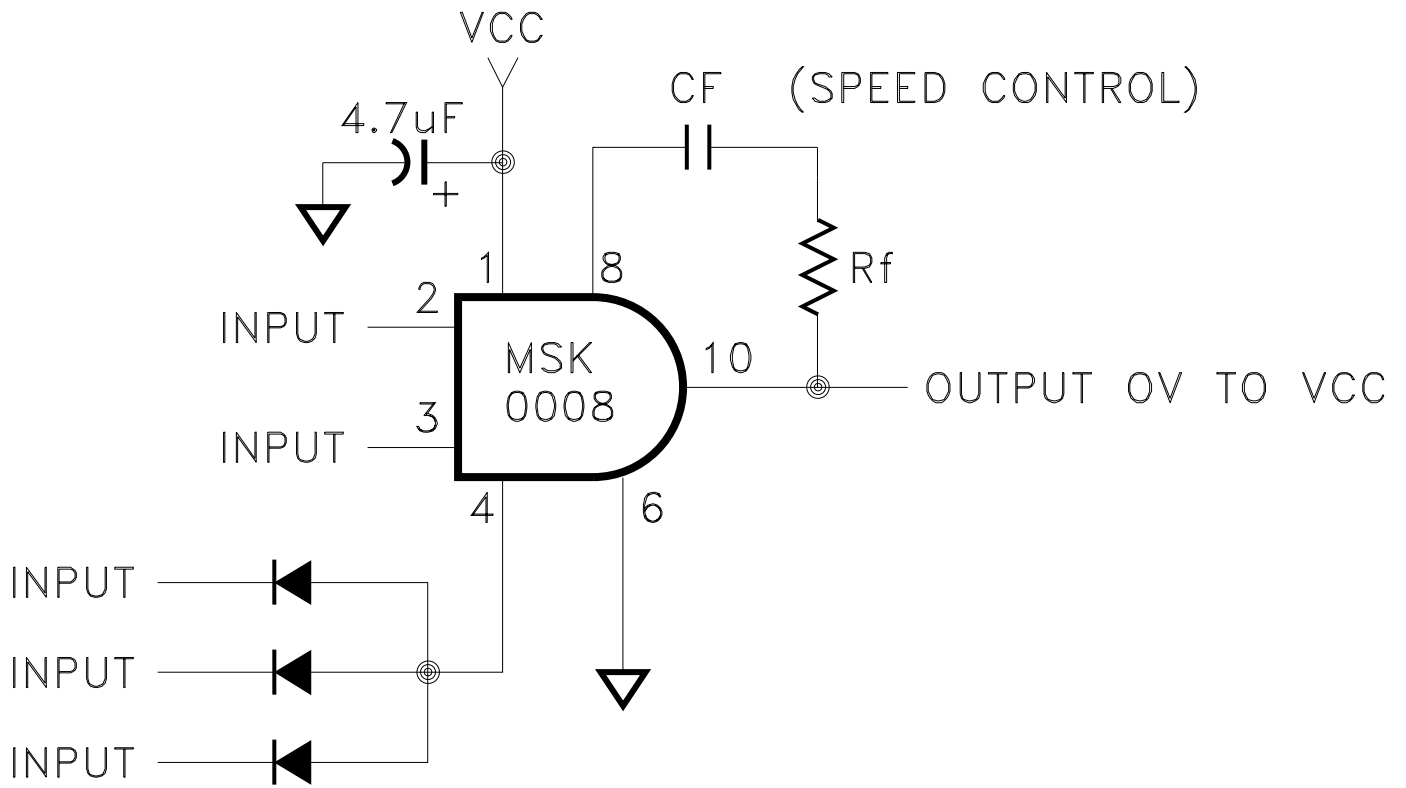 VCC
CF (SPEED CONTROL)
4.7uF
+
1
8
Rf
2
INPUT
MSK
0008
10
OUTPUT 0V TO VCC
3
INPUT
4
6
INPUT
INPUT
INPUT